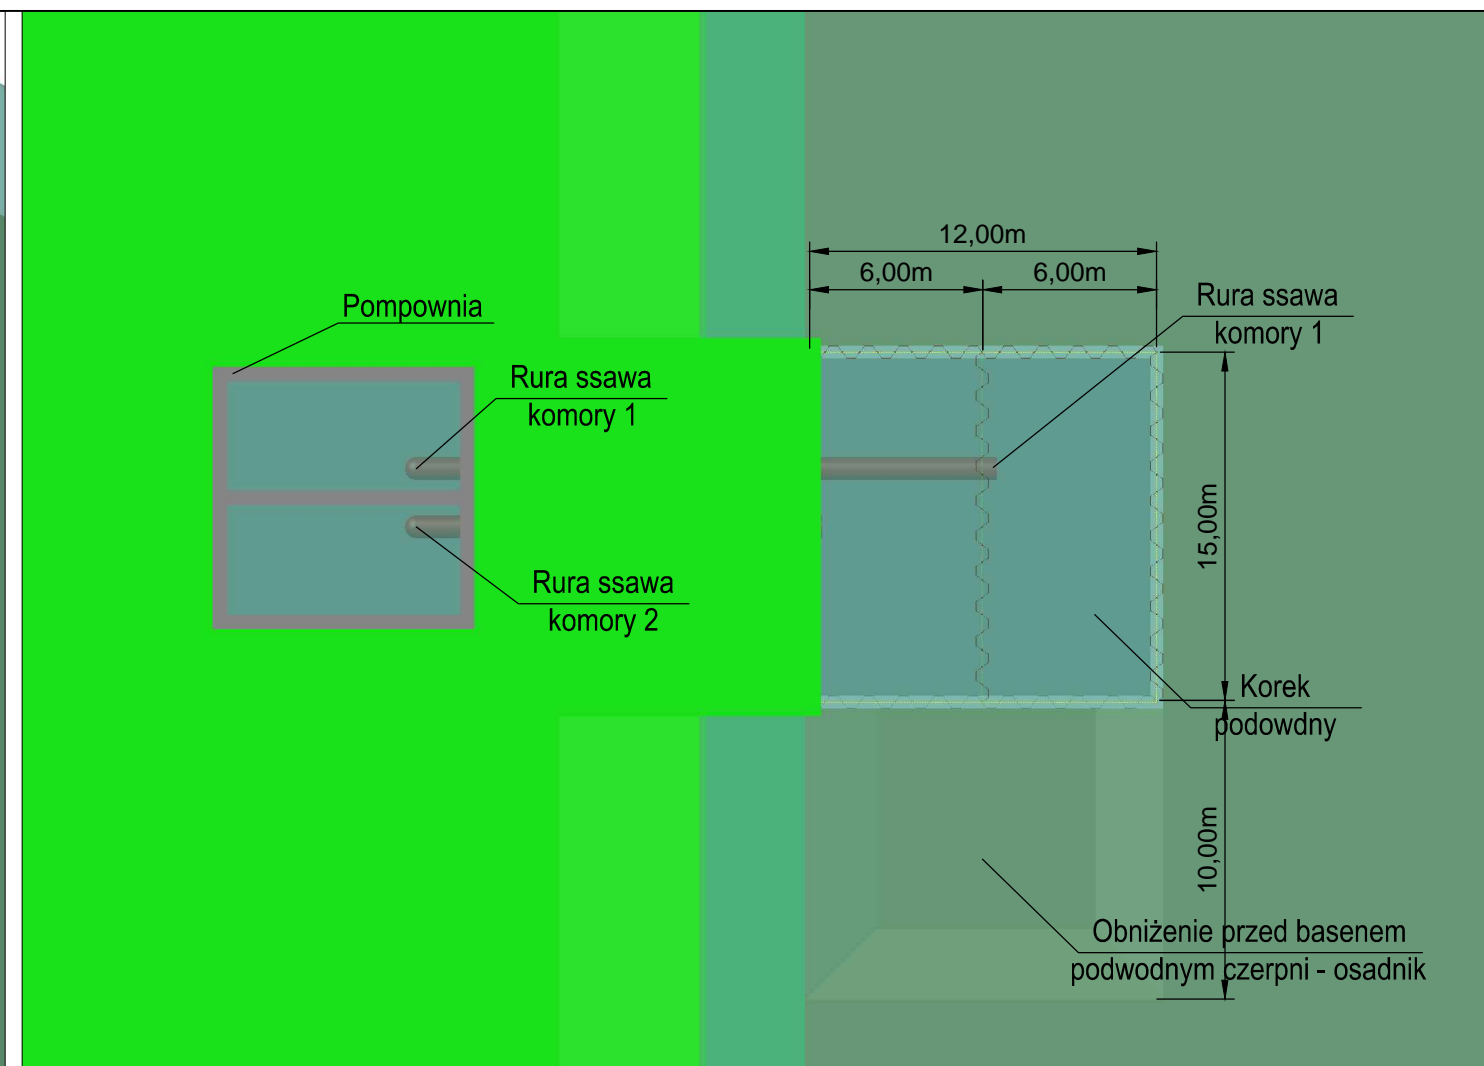 12,00m
6,00m
6,00m
Rura ssawa
komory 1
Pompownia
Rura ssawa
komory 1
15,00m
Rura ssawa
komory 2
Korek
podowdny
10,00m
Obniżenie przed basenem
podwodnym czerpni - osadnik